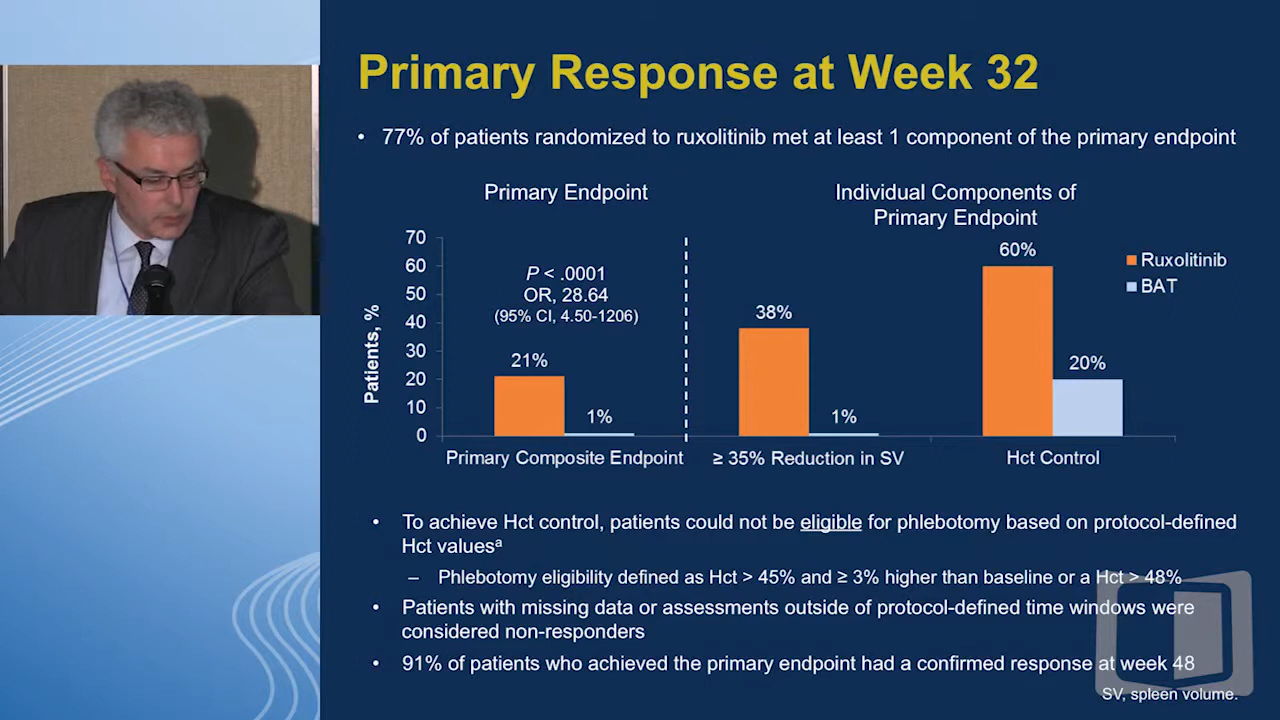 Primary Response at Week 32
• 77% of patients randomized to ruxolitinib met at least 1 component of the primary endpoint
Primary Endpoint
Individual Components of
Primary Endpoint
Patients, %
70
60
50
40
30
20
10
0
P < .0001
OR, 28.64
(95% CI, 4.50-1206)
21%
1%
38%
1%
60%
20%
Ruxolitinib
BAT
Primary Composite Endpoint
≥ 35% Reduction in SV
Hct Control
• To achieve Hct control, patients could not be eligible for phlebotomy based on protocol-defined
Hct valuesᵃ
– Phlebotomy eligibility defined as Hct > 45% and ≥ 3% higher than baseline or a Hct > 48%
• Patients with missing data or assessments outside of protocol-defined time windows were
considered non-responders
• 91% of patients who achieved the primary endpoint had a confirmed response at week 48
SV, spleen volume.